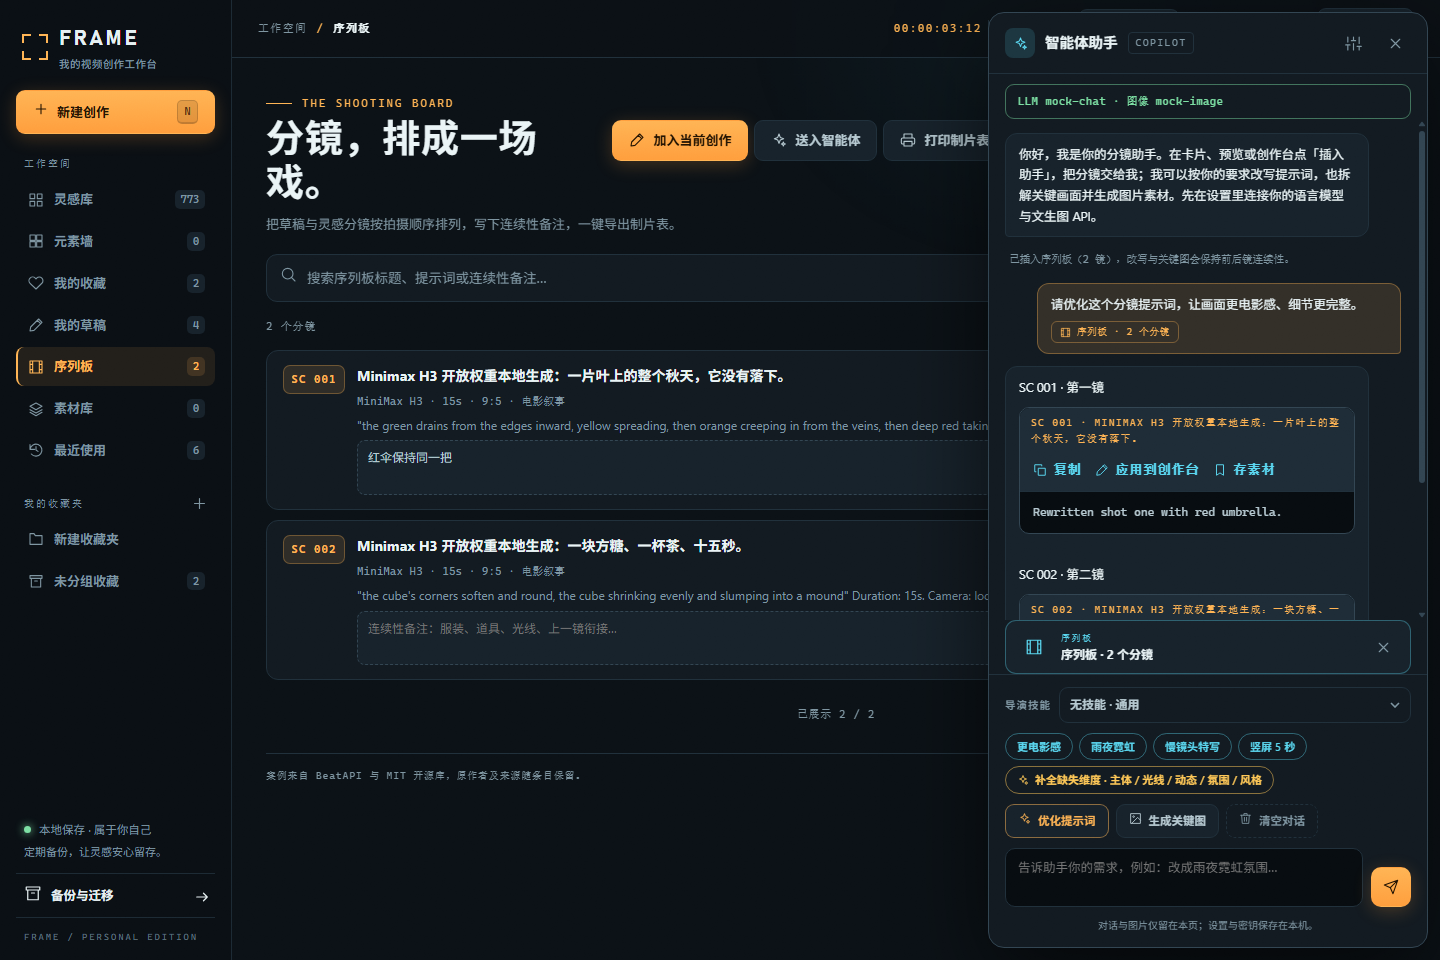 FRAME
我的视频创作工作台
新建创作 N
工作空间
灵感库 773
元素墙 0
我的收藏 2
我的草稿 4
序列板 2
素材库 0
最近使用 6
我的收藏夹
新建收藏夹
未分组收藏 2
本地保存 · 属于你自己
定期备份，让灵感安心留存。
备份与迁移
FRAME / PERSONAL EDITION
工作空间 / 序列板
00:00:03:12
THE SHOOTING BOARD
分镜，排成一场
戏。
加入当前创作
送入智能体
打印制片表
把草稿与灵感分镜按拍摄顺序排列，写下连续性备注，一键导出制片表。
搜索序列板标题、提示词或连续性备注...
2 个分镜
SC 001
Minimax H3 开放权重本地生成：一片叶上的整个秋天，它没有落下。
MiniMax H3 · 15s · 9:5 · 电影叙事
"the green drains from the edges inward, yellow spreading, then orange creeping in from the veins, then deep red takin
红伞保持同一把
SC 002
Minimax H3 开放权重本地生成：一块方糖、一杯茶、十五秒。
MiniMax H3 · 15s · 9:5 · 电影叙事
"the cube's corners soften and round, the cube shrinking evenly and slumping into a mound" Duration: 15s. Camera: loc
连续性备注：服装、道具、光线、上一镜衔接...
已展示 2 / 2
案例来自 BeatAPI 与 MIT 开源库，原作者及来源随条目保留。
智能体助手 COPILOT
LLM mock-chat · 图像 mock-image
你好，我是你的分镜助手。在卡片、预览或创作台点「插入
助手」，把分镜交给我；我可以按你的要求改写提示词，也拆
解关键画面并生成图片素材。先在设置里连接你的语言模型
与文生图 API。
已插入序列板（2 镜），改写与关键图会保持前后镜连续性。
请优化这个分镜提示词，让画面更电影感、细节更完整。
序列板 · 2 个分镜
SC 001 · 第一镜
SC 001 · MINIMAX H3 开放权重本地生成：一片叶上的整
个秋天，它没有落下。
复制 应用到创作台 存素材
Rewritten shot one with red umbrella.
SC 002 · 第二镜
SC 002 · MINIMAX H3 开放权重本地生成：一块方糖、一
序列板
序列板 · 2 个分镜
导演技能 无技能 · 通用
更电影感 雨夜霓虹 慢镜头特写 竖屏 5 秒
补全缺失维度 · 主体 / 光线 / 动态 / 氛围 / 风格
优化提示词 生成关键图 清空对话
告诉助手你的需求，例如：改成雨夜霓虹氛围...
对话与图片仅留在本页；设置与密钥保存在本机。